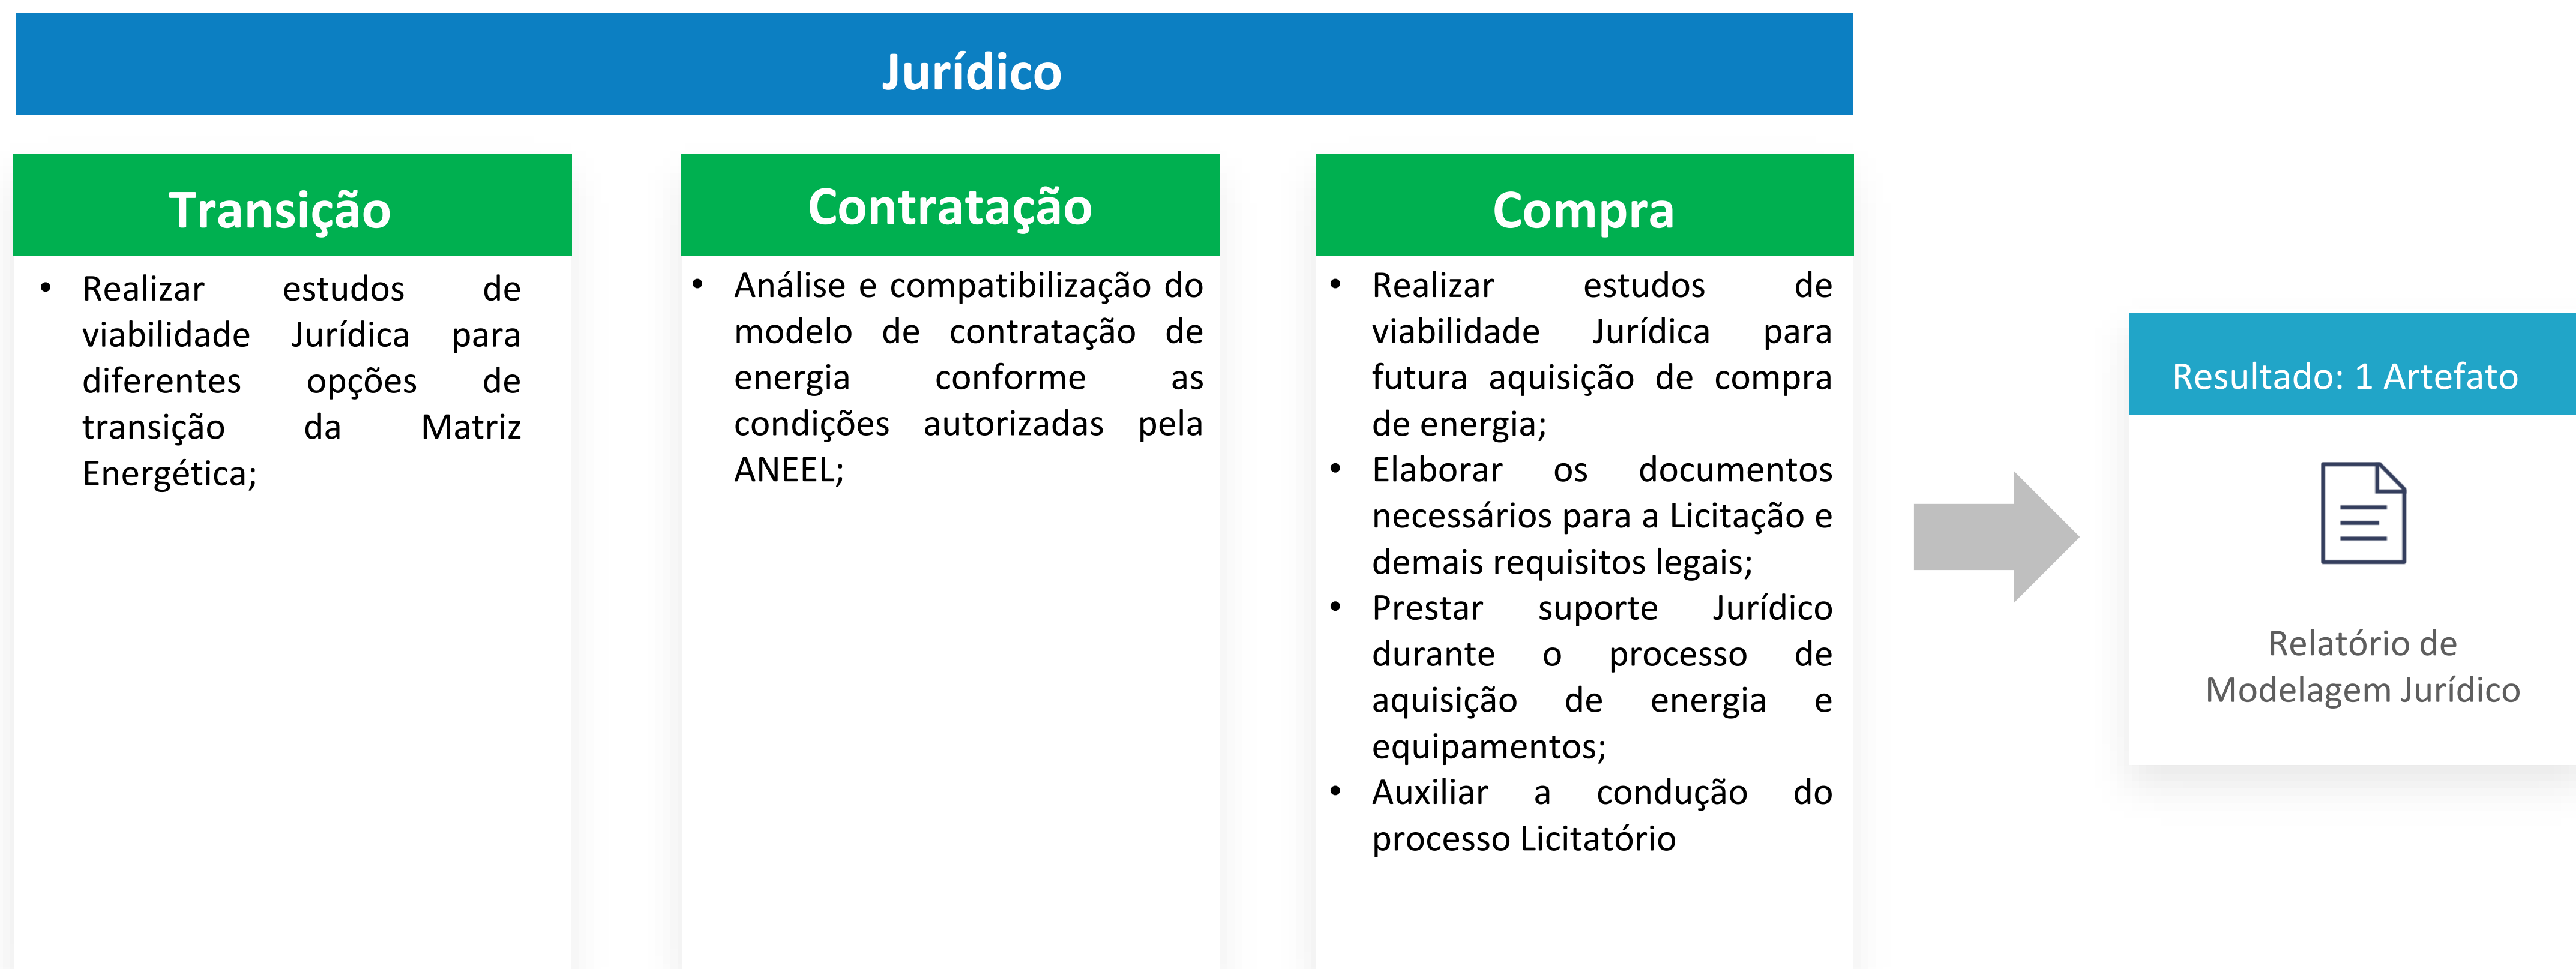 Jurídico
Transição
• Realizar estudos de
viabilidade Jurídica para
diferentes opções de
transição da Matriz
Energética;
Contratação
• Análise e compatibilização do
modelo de contratação de
energia conforme as
condições autorizadas pela
ANEEL;
Compra
• Realizar estudos de
viabilidade Jurídica para
futura aquisição de compra
de energia;
• Elaborar os documentos
necessários para a Licitação e
demais requisitos legais;
• Prestar suporte Jurídico
durante o processo de
aquisição de energia e
equipamentos;
• Auxiliar a condução do
processo Licitatório
Resultado: 1 Artefato
Relatório de
Modelagem Jurídico